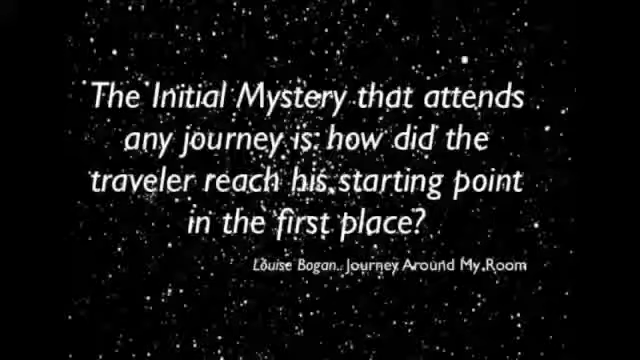 The Initial Mystery that attends
any journey is: how did the
traveler reach his starting point
in the first place?
Louise Bogan, Journey Around My Room